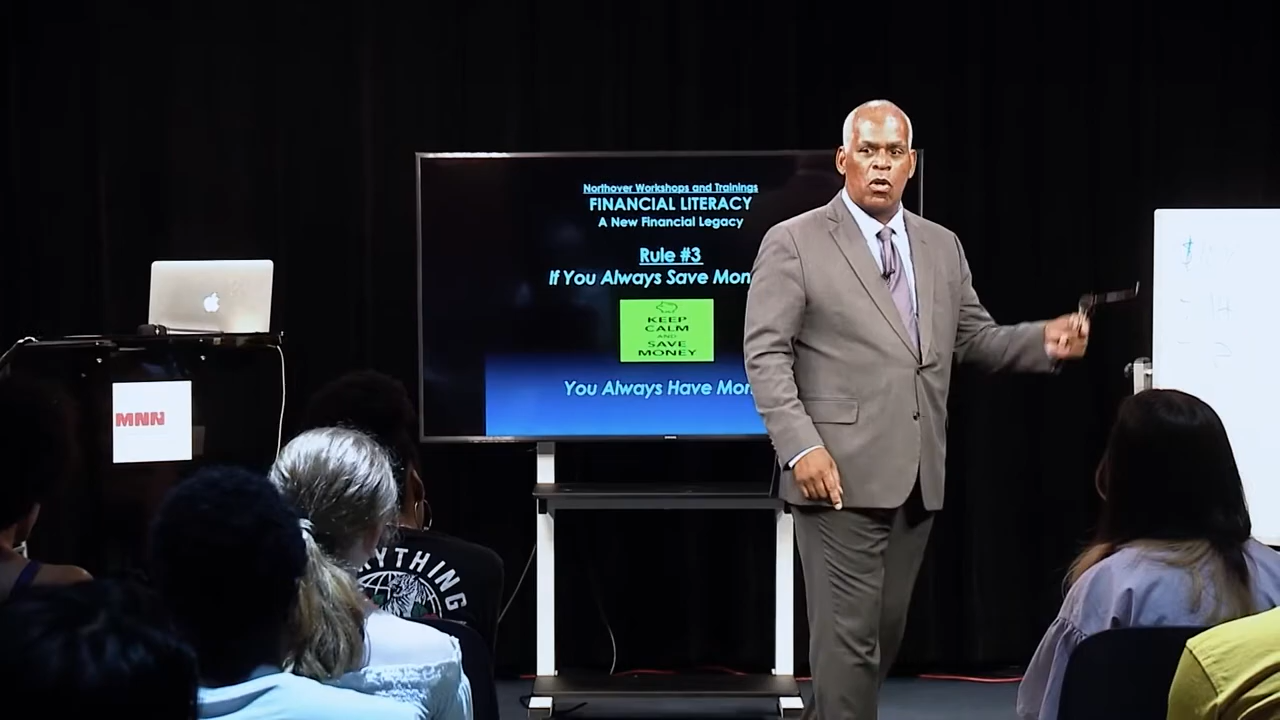 Northover Workshops and Trainings
FINANCIAL LITERACY
A New Financial Legacy
Rule #3
If You Always Save Mon
KEEP
CALM
AND
SAVE
MONEY
You Always Have Mon
MNN
YTHING